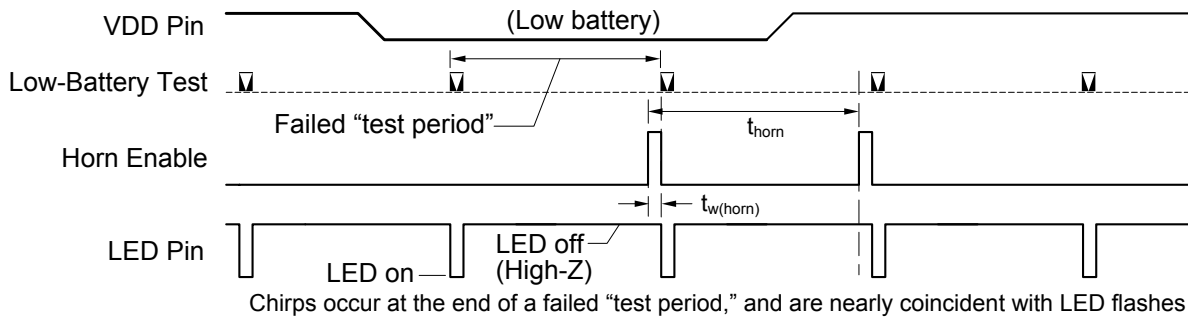 VDD Pin
(Low battery)
Low-Battery Test
Failed “test period”
thorn
Horn Enable
tw(horn)
LED Pin
LED off
(High-Z)
LED on
Chirps occur at the end of a failed “test period,” and are nearly coincident with LED flashes